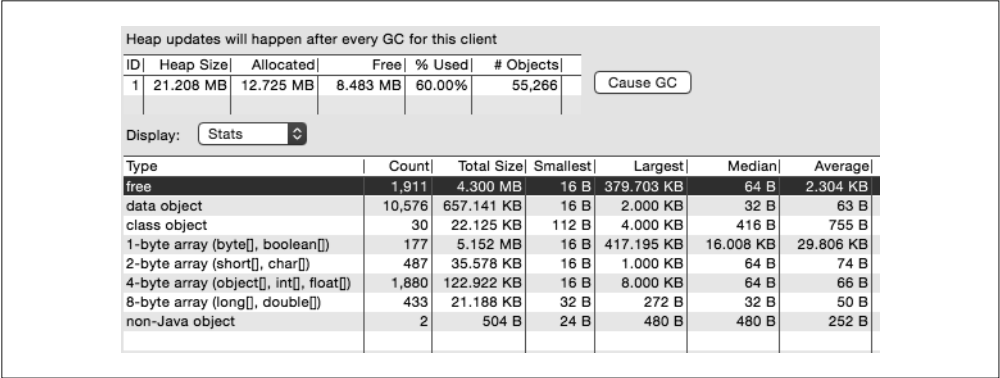 Heap updates will happen after every GC for this client
ID Heap Size Allocated Free % Used # Objects
1 21.208 MB 12.725 MB 8.483 MB 60.00% 55,266
Cause GC
Display: Stats
Type Count Total Size Smallest Largest Median Average
free 1,911 4.300 MB 16 B 379.703 KB 64 B 2.304 KB
data object 10,576 657.141 KB 16 B 2.000 KB 32 B 63 B
class object 30 22.125 KB 112 B 4.000 KB 416 B 755 B
1-byte array (byte[], boolean[]) 177 5.152 MB 16 B 417.195 KB 16.008 KB 29.806 KB
2-byte array (short[], char[]) 487 35.578 KB 16 B 1.000 KB 64 B 74 B
4-byte array (object[], int[], float[]) 1,880 122.922 KB 16 B 8.000 KB 64 B 66 B
8-byte array (long[], double[]) 433 21.188 KB 32 B 272 B 32 B 50 B
non-Java object 2 504 B 24 B 480 B 480 B 252 B